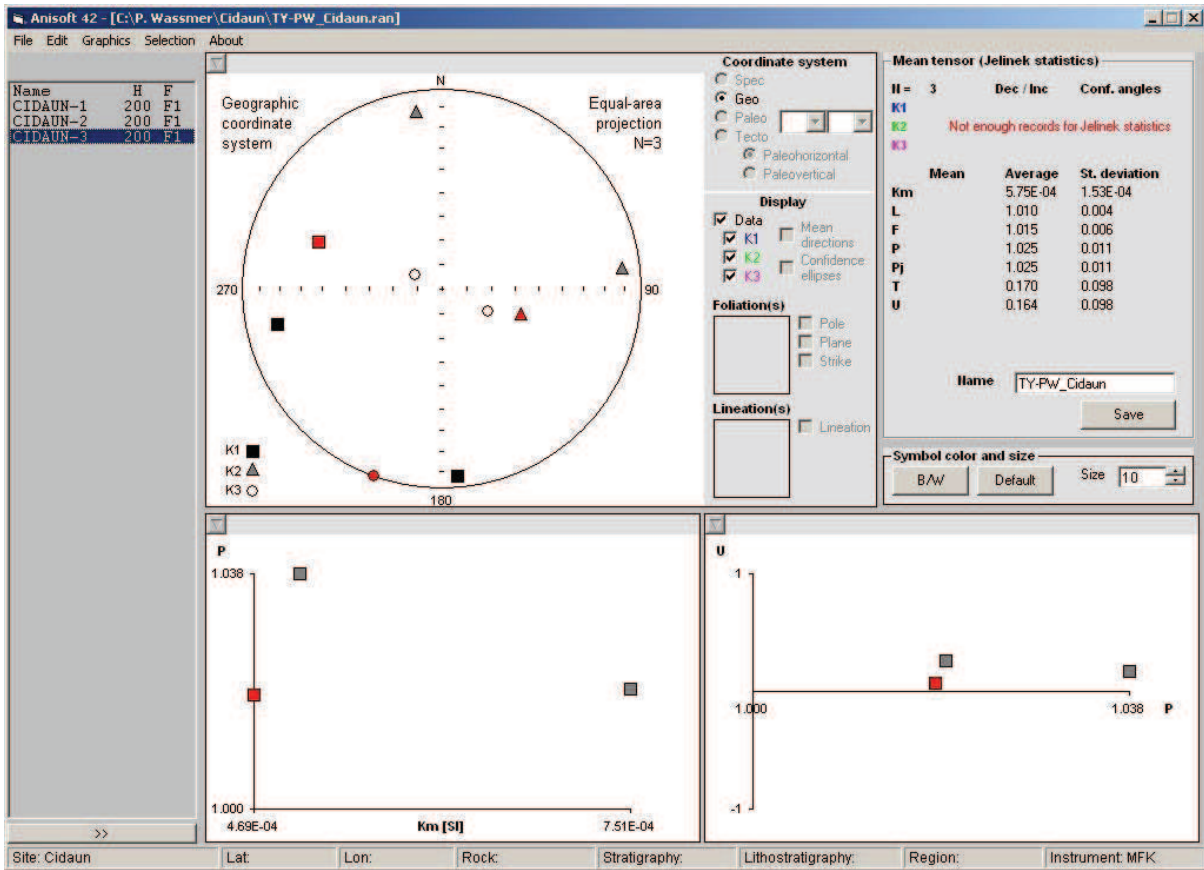 Anisoft 42 - [C:\P. Wassmer\Cidaun\TY-PW_Cidaun.ran]
File Edit Graphics Selection About
Name H F
CIDAUN-1 200 F1
CIDAUN-2 200 F1
CIDAUN-3 200 F1
>>
Geographic
coordinate
system
Equal-area
projection
N=3
N
270
90
180
K1
K2
K3
Coordinate system
Spec
Geo
Paleo
Tecto
Paleohorizontal
Paleovertical
Display
Data
K1
K2
K3
Mean
directions
Confidence
ellipses
Foliation(s)
Pole
Plane
Strike
Lineation(s)
Lineation
Mean tensor (Jelinek statistics)
N = 3 Dec / Inc Conf. angles
K1
K2 Not enough records for Jelinek statistics
K3
Mean Average St. deviation
Km 5.75E-04 1.53E-04
L 1.010 0.004
F 1.015 0.006
P 1.025 0.011
Pj 1.025 0.011
T 0.170 0.098
U 0.164 0.098
Name TY-PW_Cidaun
Save
Symbol color and size
B/W Default Size 10
P
1.038
1.000
4.69E-04 Km [SI] 7.51E-04
U
1
1.000 1.038 P
-1
Site: Cidaun Lat: Lon: Rock: Stratigraphy: Lithostratigraphy: Region: Instrument: MFK